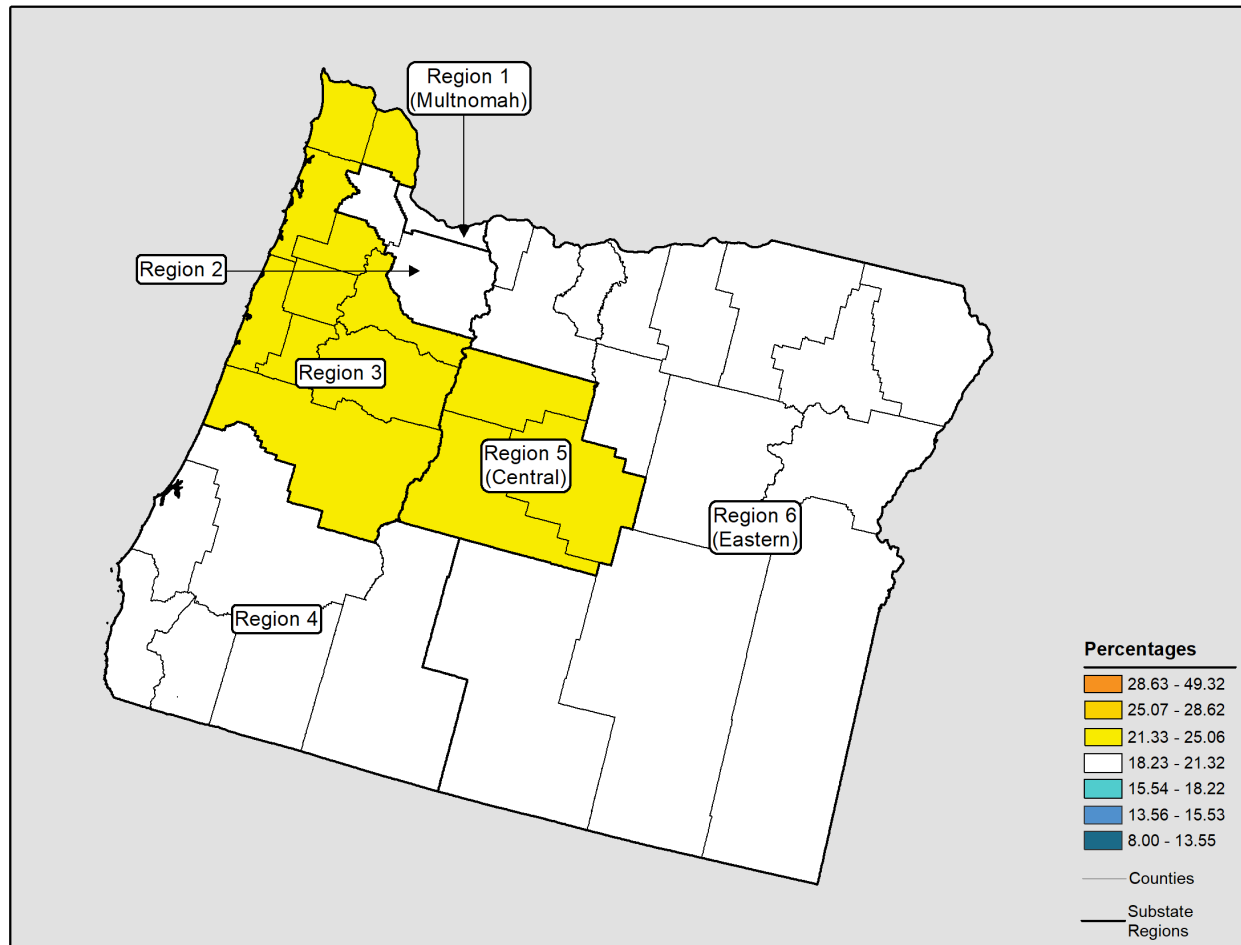 Region 1
(Multnomah)
Region 2
Region 3
Region 5
(Central)
Region 6
(Eastern)
Region 4
Percentages
28.63 - 49.32
25.07 - 28.62
21.33 - 25.06
18.23 - 21.32
15.54 - 18.22
13.56 - 15.53
8.00 - 13.55
Counties
Substate
Regions